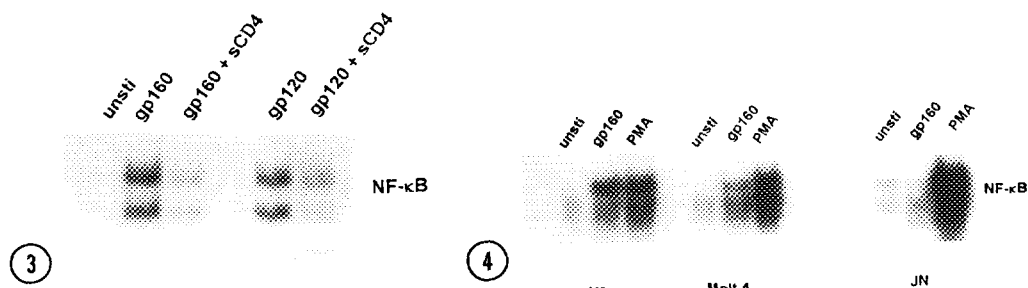 unsti
gp160
gp160 + sCD4
gp120
gp120 + sCD4
NF-κB
3
unsti
gp160
PMA
unsti
gp160
PMA
unsti
gp160
PMA
NF-κB
4
Molt 4
JN